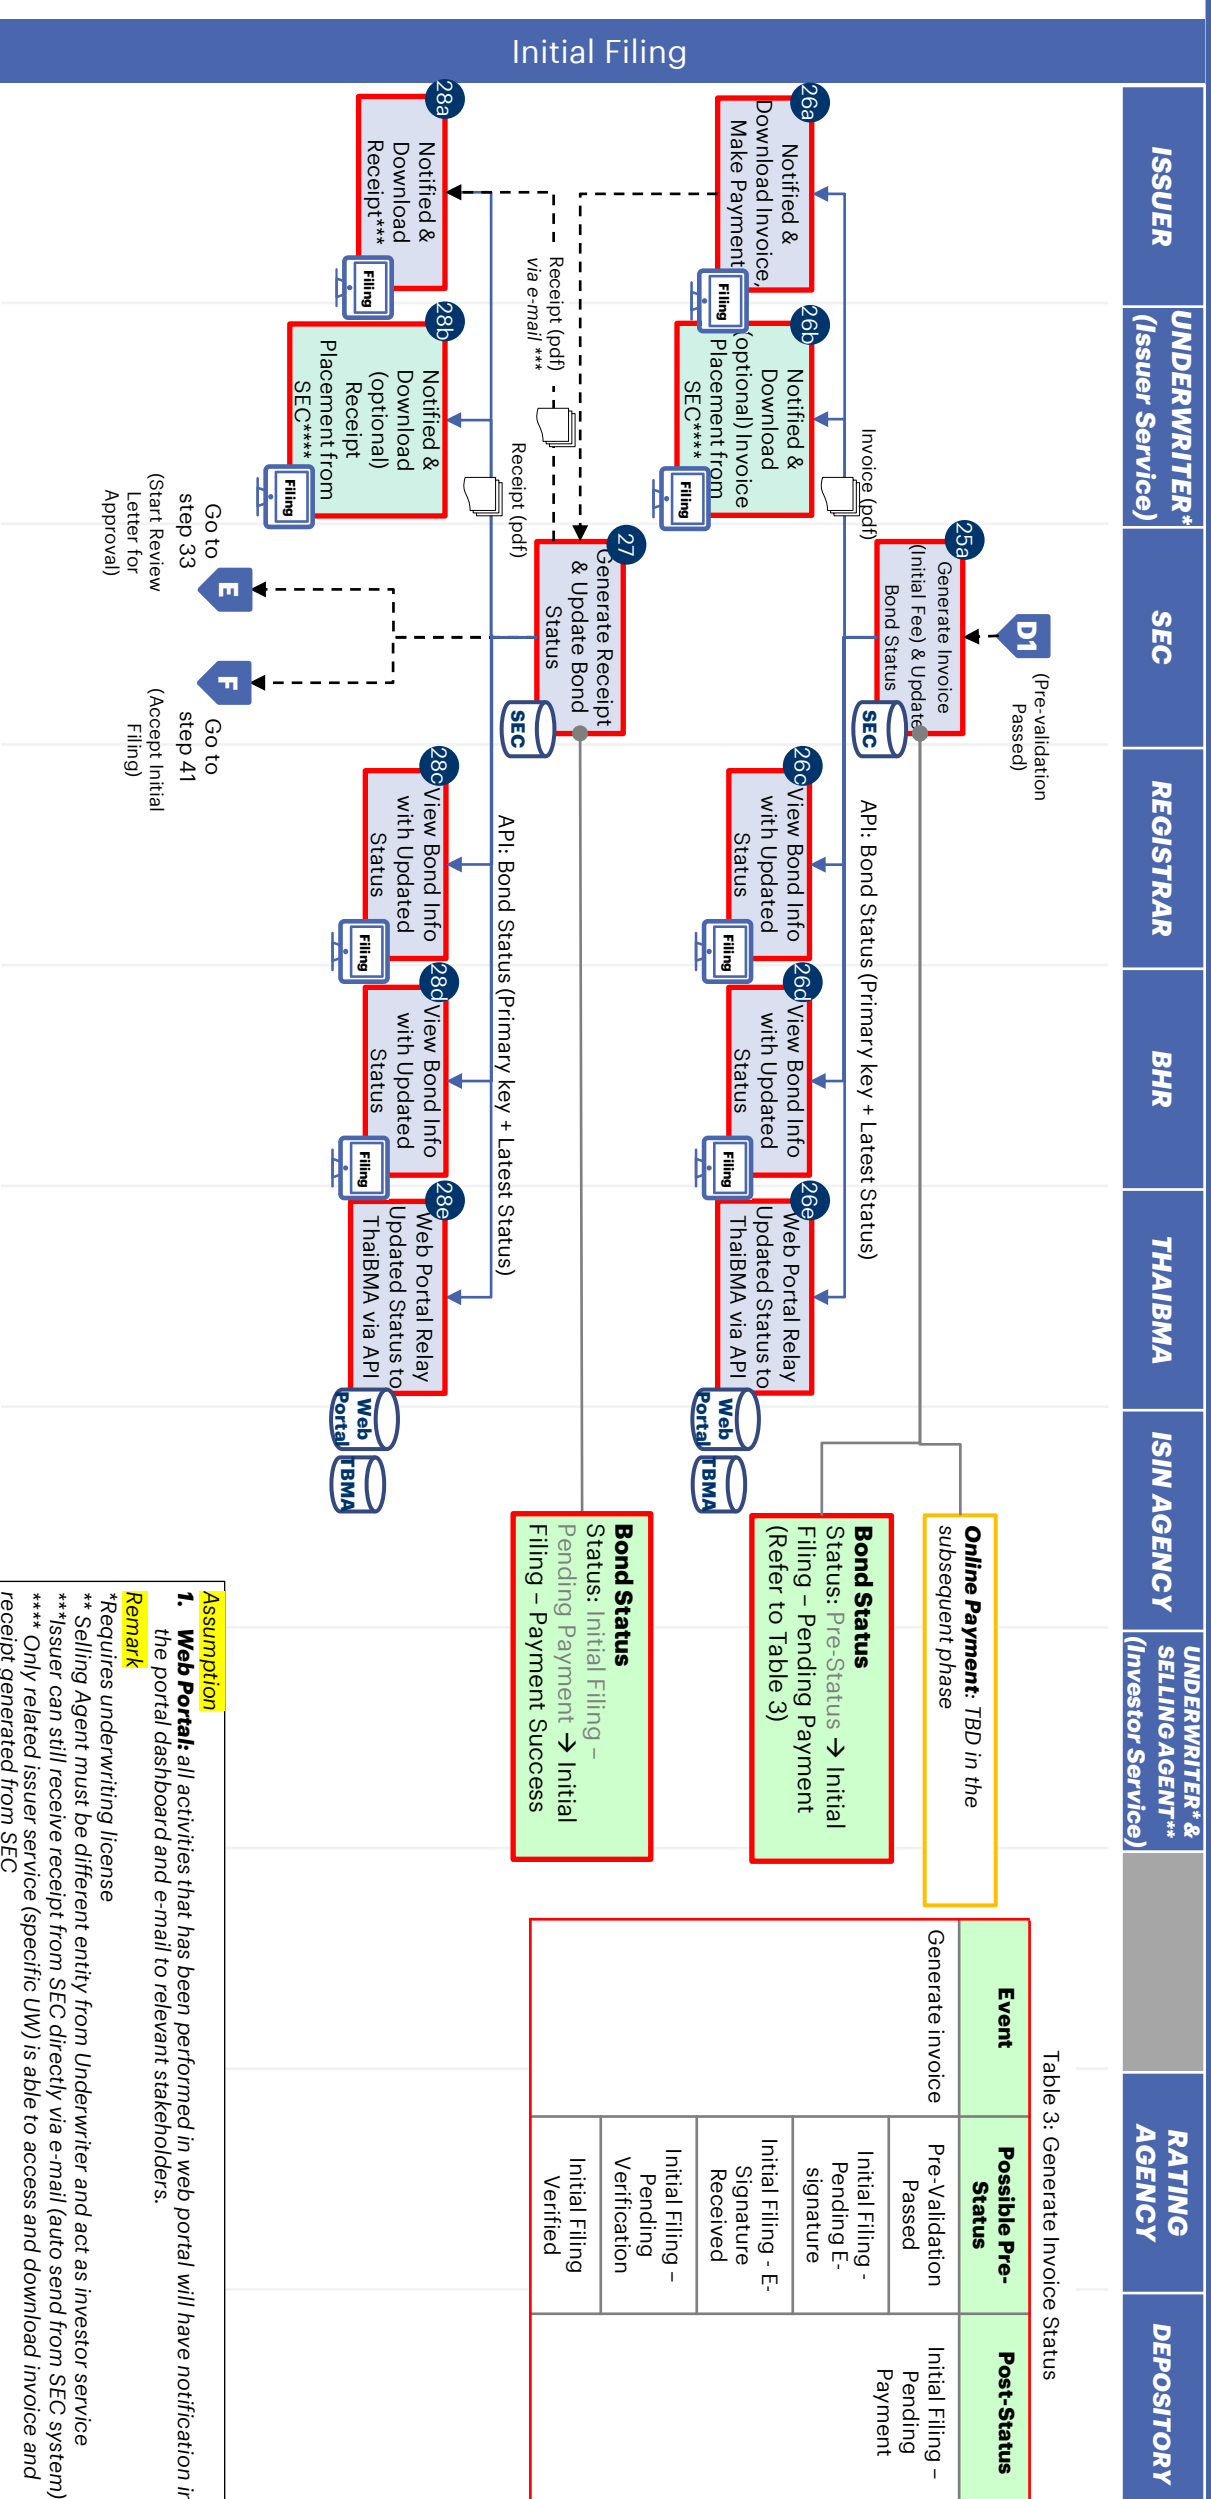 Initial Filing
ISSUER
UNDERWRITER*
(Issuer Service)
SEC
REGISTRAR
BHR
THAIBMA
ISIN AGENCY
UNDERWRITER* &
SELLING AGENT**
(Investor Service)
RATING
AGENCY
DEPOSITORY
D1
(Pre-validation
Passed)
25a
Generate Invoice
(Initial Fee) & Update
Bond Status
SEC
Invoice (pdf)
API: Bond Status (Primary key + Latest Status)
26a
Notified &
Download Invoice,
Make Payment
Filing
26b
Notified &
Download
(optional) Invoice
Placement from
SEC****
Filing
26c
View Bond Info
with Updated
Status
Filing
26d
View Bond Info
with Updated
Status
Filing
26e
Web Portal Relay
Updated Status to
ThaiBMA via API
Web
Portal
TBMA
Online Payment: TBD in the
subsequent phase
Bond Status
Status: Pre-Status → Initial
Filing – Pending Payment
(Refer to Table 3)
27
Generate Receipt
& Update Bond
Status
SEC
Receipt (pdf)
via e-mail ***
Receipt (pdf)
API: Bond Status (Primary key + Latest Status)
Bond Status
Status: Initial Filing –
Pending Payment → Initial
Filing – Payment Success
28a
Notified &
Download
Receipt***
Filing
28b
Notified &
Download
(optional)
Receipt
Placement from
SEC****
Filing
28c
View Bond Info
with Updated
Status
Filing
28d
View Bond Info
with Updated
Status
Filing
28e
Web Portal Relay
Updated Status to
ThaiBMA via API
Web
Portal
TBMA
E
Go to
step 33
(Start Review
Letter for
Approval)
F
Go to
step 41
(Accept Initial
Filing)
Table 3: Generate Invoice Status
Event
Possible Pre-
Status
Post-Status
Generate invoice
Pre-Validation
Passed
Initial Filing –
Pending
Payment
Initial Filing -
Pending E-
signature
Initial Filing - E-
Signature
Received
Initial Filing –
Pending
Verification
Initial Filing
Verified
Assumption
1. Web Portal: all activities that has been performed in web portal will have notification in
the portal dashboard and e-mail to relevant stakeholders.
Remark
*Requires underwriting license
** Selling Agent must be different entity from Underwriter and act as investor service
***Issuer can still receive receipt from SEC directly via e-mail (auto send from SEC system)
**** Only related issuer service (specific UW) is able to access and download invoice and
receipt generated from SEC